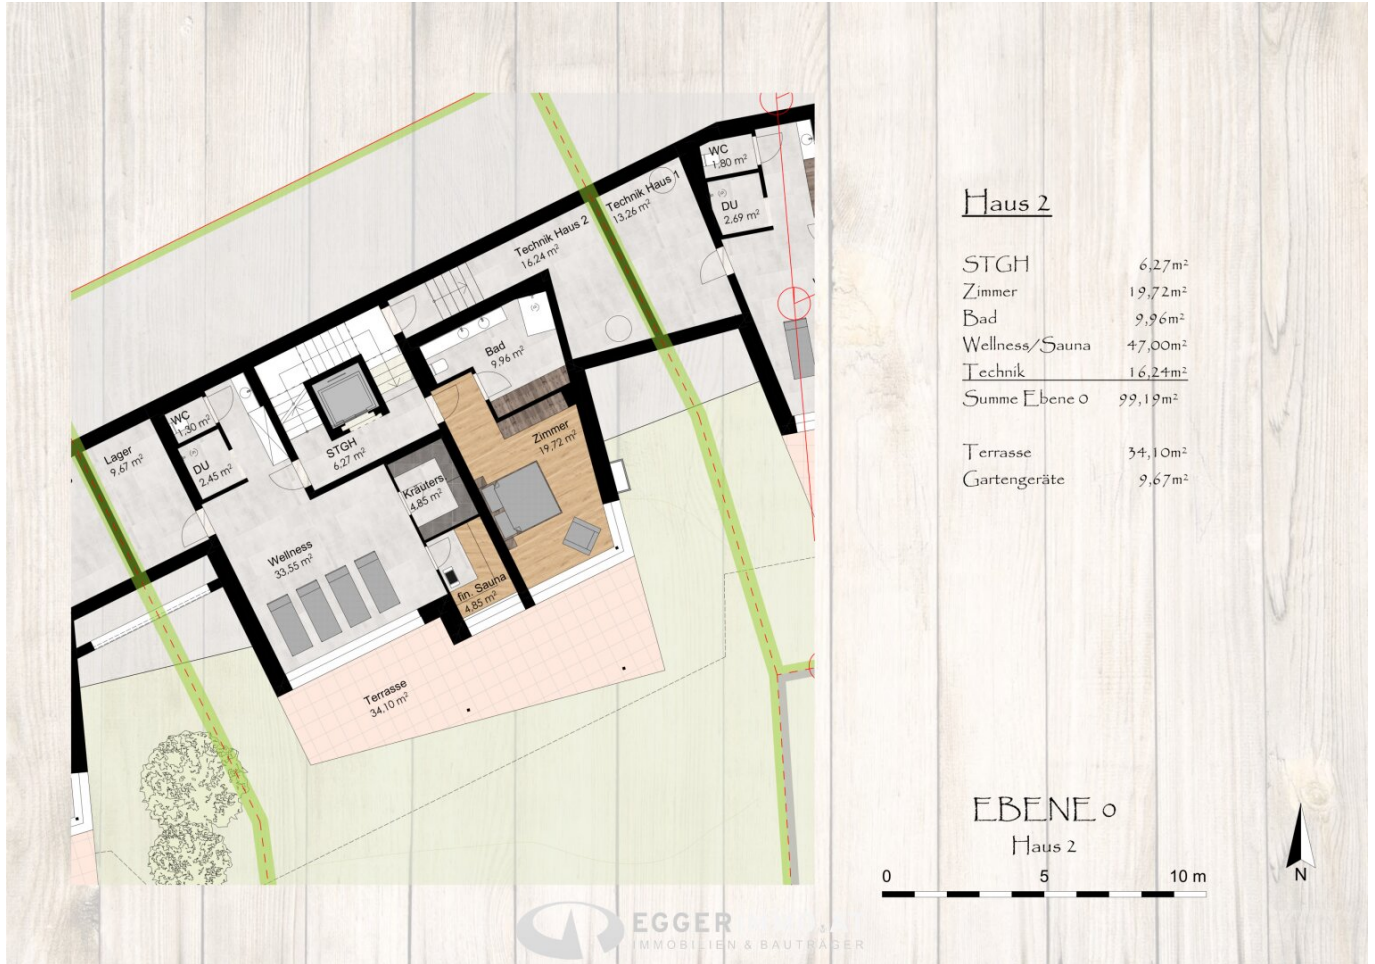 WC
1,80 m²
DU
2,69 m²
Technik Haus 1
13,26 m²
Technik Haus 2
16,24 m²
Bad
9,96 m²
WC
1,30 m²
DU
2,45 m²
Lager
9,67 m²
STGH
6,27 m²
Zimmer
19,72 m²
Kräuters.
4,85 m²
Wellness
33,55 m²
fin. Sauna
4,85 m²
Terrasse
34,10 m²
Haus 2
STGH 6,27m²
Zimmer 19,72m²
Bad 9,96m²
Wellness/Sauna 47,00m²
Technik 16,24m²
Summe Ebene 0 99,19m²
Terrasse 34,10m²
Gartengeräte 9,67m²
EBENE 0
Haus 2
0 5 10 m
N
EGGER
IMMOBILIEN & BAUTRÄGER